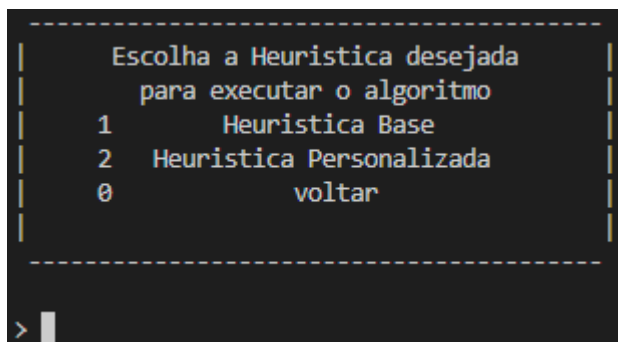 -----------------------------------------
| Escolha a Heuristica desejada |
| para executar o algoritmo |
| 1 Heuristica Base |
| 2 Heuristica Personalizada |
| 0 voltar |
| |
-----------------------------------------
>